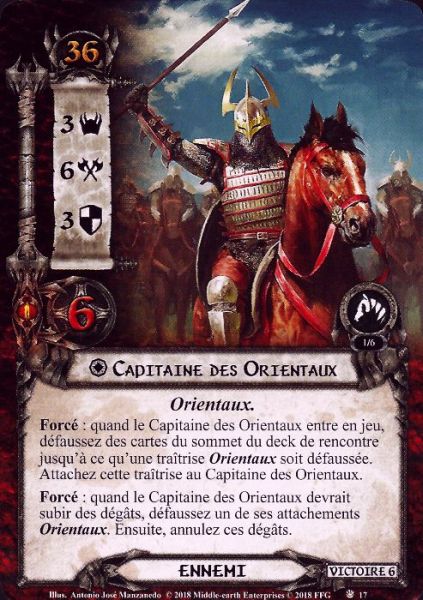 36
3
6
3
6
1/6
Capitaine des Orientaux
Orientaux.
Forcé : quand le Capitaine des Orientaux entre en jeu,
défaussez des cartes du sommet du deck de rencontre
jusqu'à ce qu'une traîtrise Orientaux soit défaussée.
Attachez cette traîtrise au Capitaine des Orientaux.
Forcé : quand le Capitaine des Orientaux devrait
subir des dégâts, défaussez un de ses attachements
Orientaux. Ensuite, annulez ces dégâts.
ENNEMI
VICTOIRE 6
Illus. Antonio José Manzanedo © 2018 Middle-earth Enterprises © 2018 FFG 17